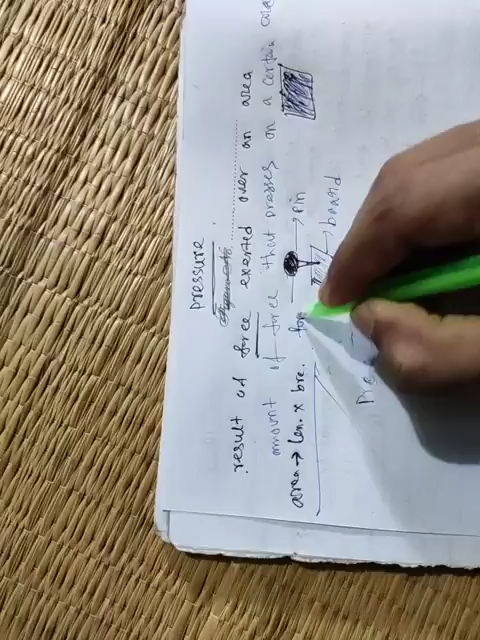 pressure
result of force exerted over an area
amount of force that presses on a certain
→ pin
→ board
area → len. x bre.